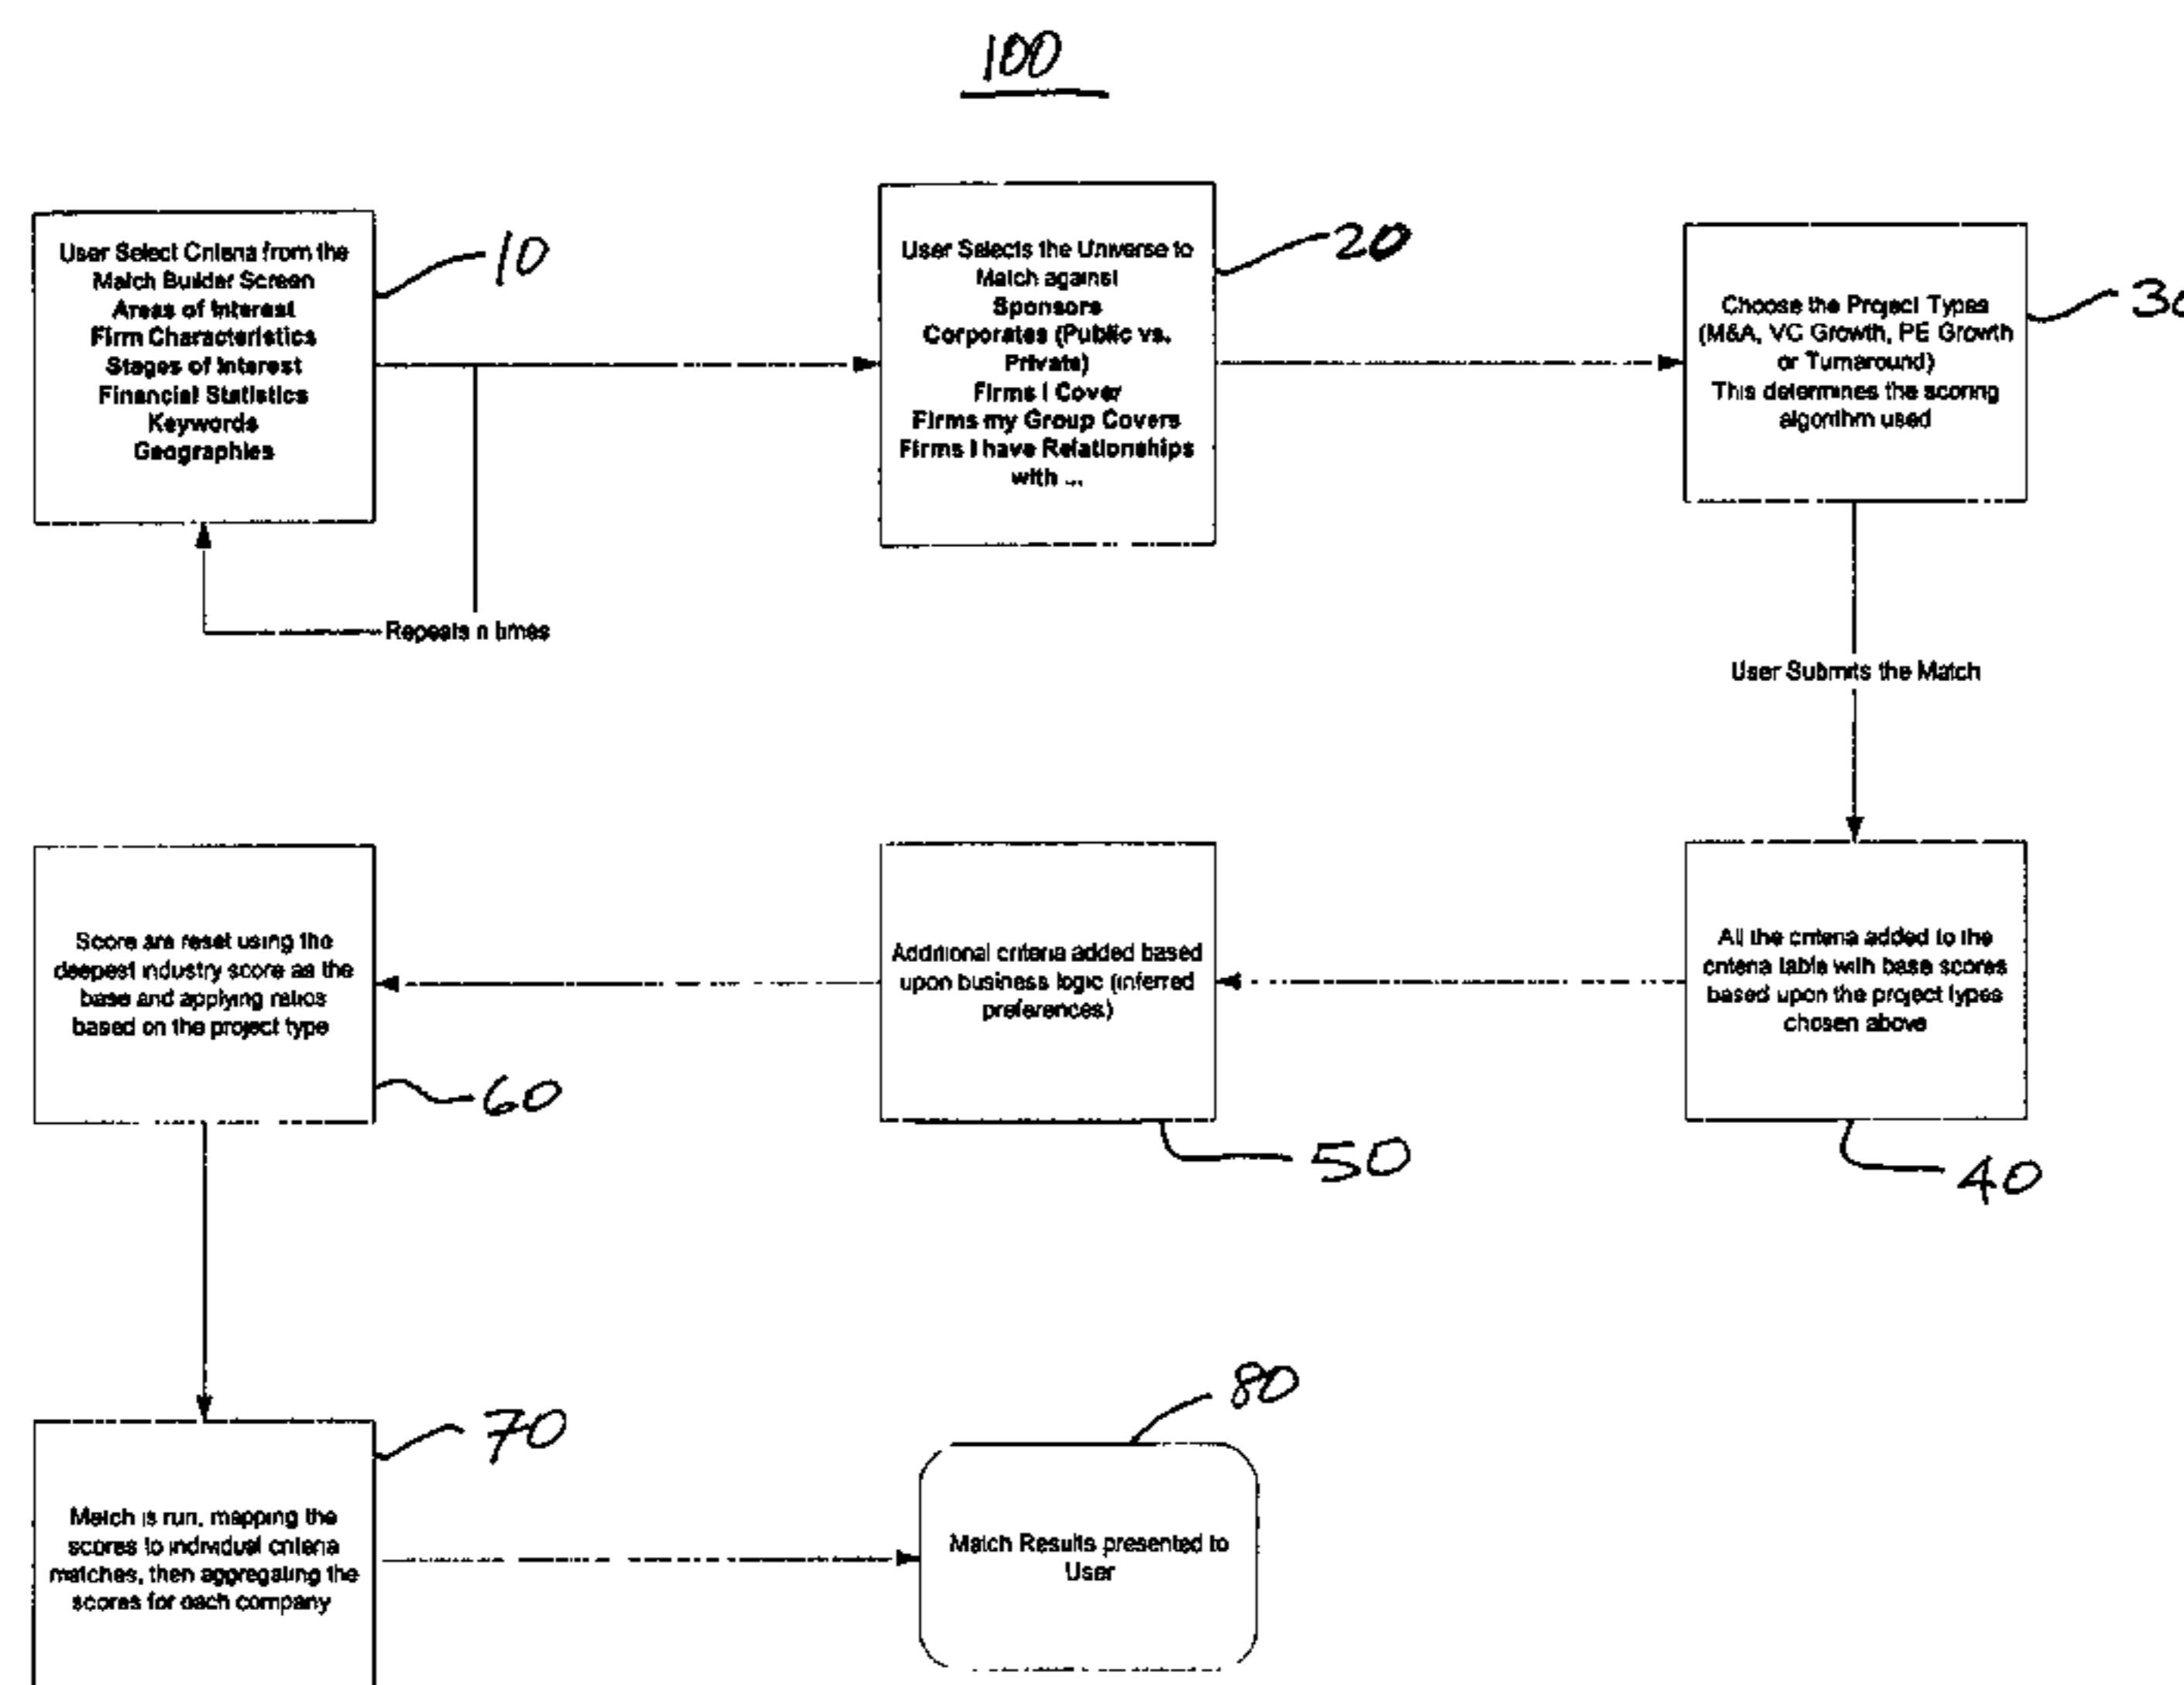 100
User Select Criteria from the
Match Builder Screen
Areas of Interest
Firm Characteristics
Stages of Interest
Financial Statistics
Keywords
Geographies
10
Repeats n times
User Selects the Universe to
Match against
Sponsors
Corporates (Public vs.
Private)
Firms I Cover
Firms my Group Covers
Firms I have Relationships
with ...
20
Choose the Project Types
(M&A, VC Growth, PE Growth
or Turnaround)
This determines the scoring
algorithm used
30
User Submits the Match
All the criteria added to the
criteria table with base scores
based upon the project types
chosen above
40
Additional criteria added based
upon business logic (inferred
preferences)
50
Score are reset using the
deepest industry score as the
base and applying ratios
based on the project type
60
Match is run, mapping the
scores to individual criteria
matches, then aggregating the
scores for each company
70
Match Results presented to
User
80